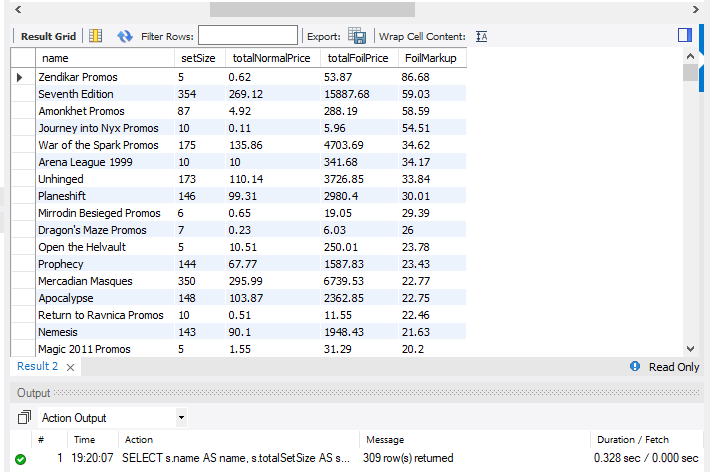 Result Grid Filter Rows: Export: Wrap Cell Content:
name setSize totalNormalPrice totalFoilPrice FoilMarkup
Zendikar Promos 5 0.62 53.87 86.68
Seventh Edition 354 269.12 15887.68 59.03
Amonkhet Promos 87 4.92 288.19 58.59
Journey into Nyx Promos 10 0.11 5.96 54.51
War of the Spark Promos 175 135.86 4703.69 34.62
Arena League 1999 10 10 341.68 34.17
Unhinged 173 110.14 3726.85 33.84
Planeshift 146 99.31 2980.4 30.01
Mirrodin Besieged Promos 6 0.65 19.05 29.39
Dragon's Maze Promos 7 0.23 6.03 26
Open the Helvault 5 10.51 250.01 23.78
Prophecy 144 67.77 1587.83 23.43
Mercadian Masques 350 295.99 6739.53 22.77
Apocalypse 148 103.87 2362.85 22.75
Return to Ravnica Promos 10 0.51 11.55 22.46
Nemesis 143 90.1 1948.43 21.63
Magic 2011 Promos 5 1.55 31.29 20.2
Result 2 Read Only
Output
Action Output
# Time Action Message Duration / Fetch
1 19:20:07 SELECT s.name AS name, s.totalSetSize AS s... 309 row(s) returned 0.328 sec / 0.000 sec